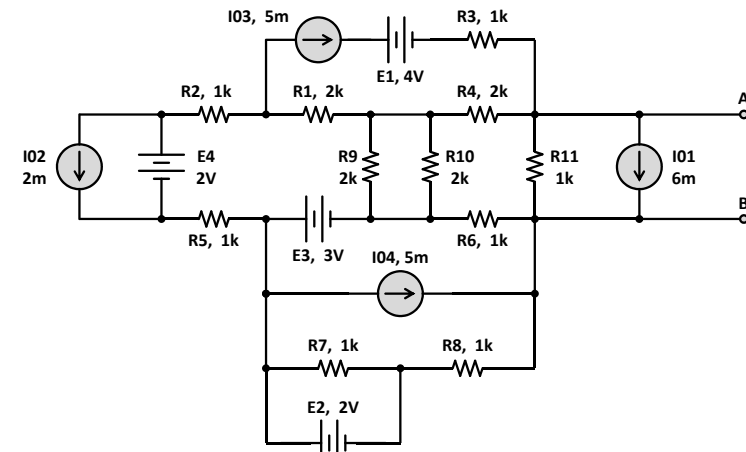 I03, 5m
R3, 1k
E1, 4V
R2, 1k
R1, 2k
R4, 2k
A
I02
2m
E4
2V
R9
2k
R10
2k
R11
1k
I01
6m
R5, 1k
E3, 3V
R6, 1k
B
I04, 5m
R7, 1k
R8, 1k
E2, 2V